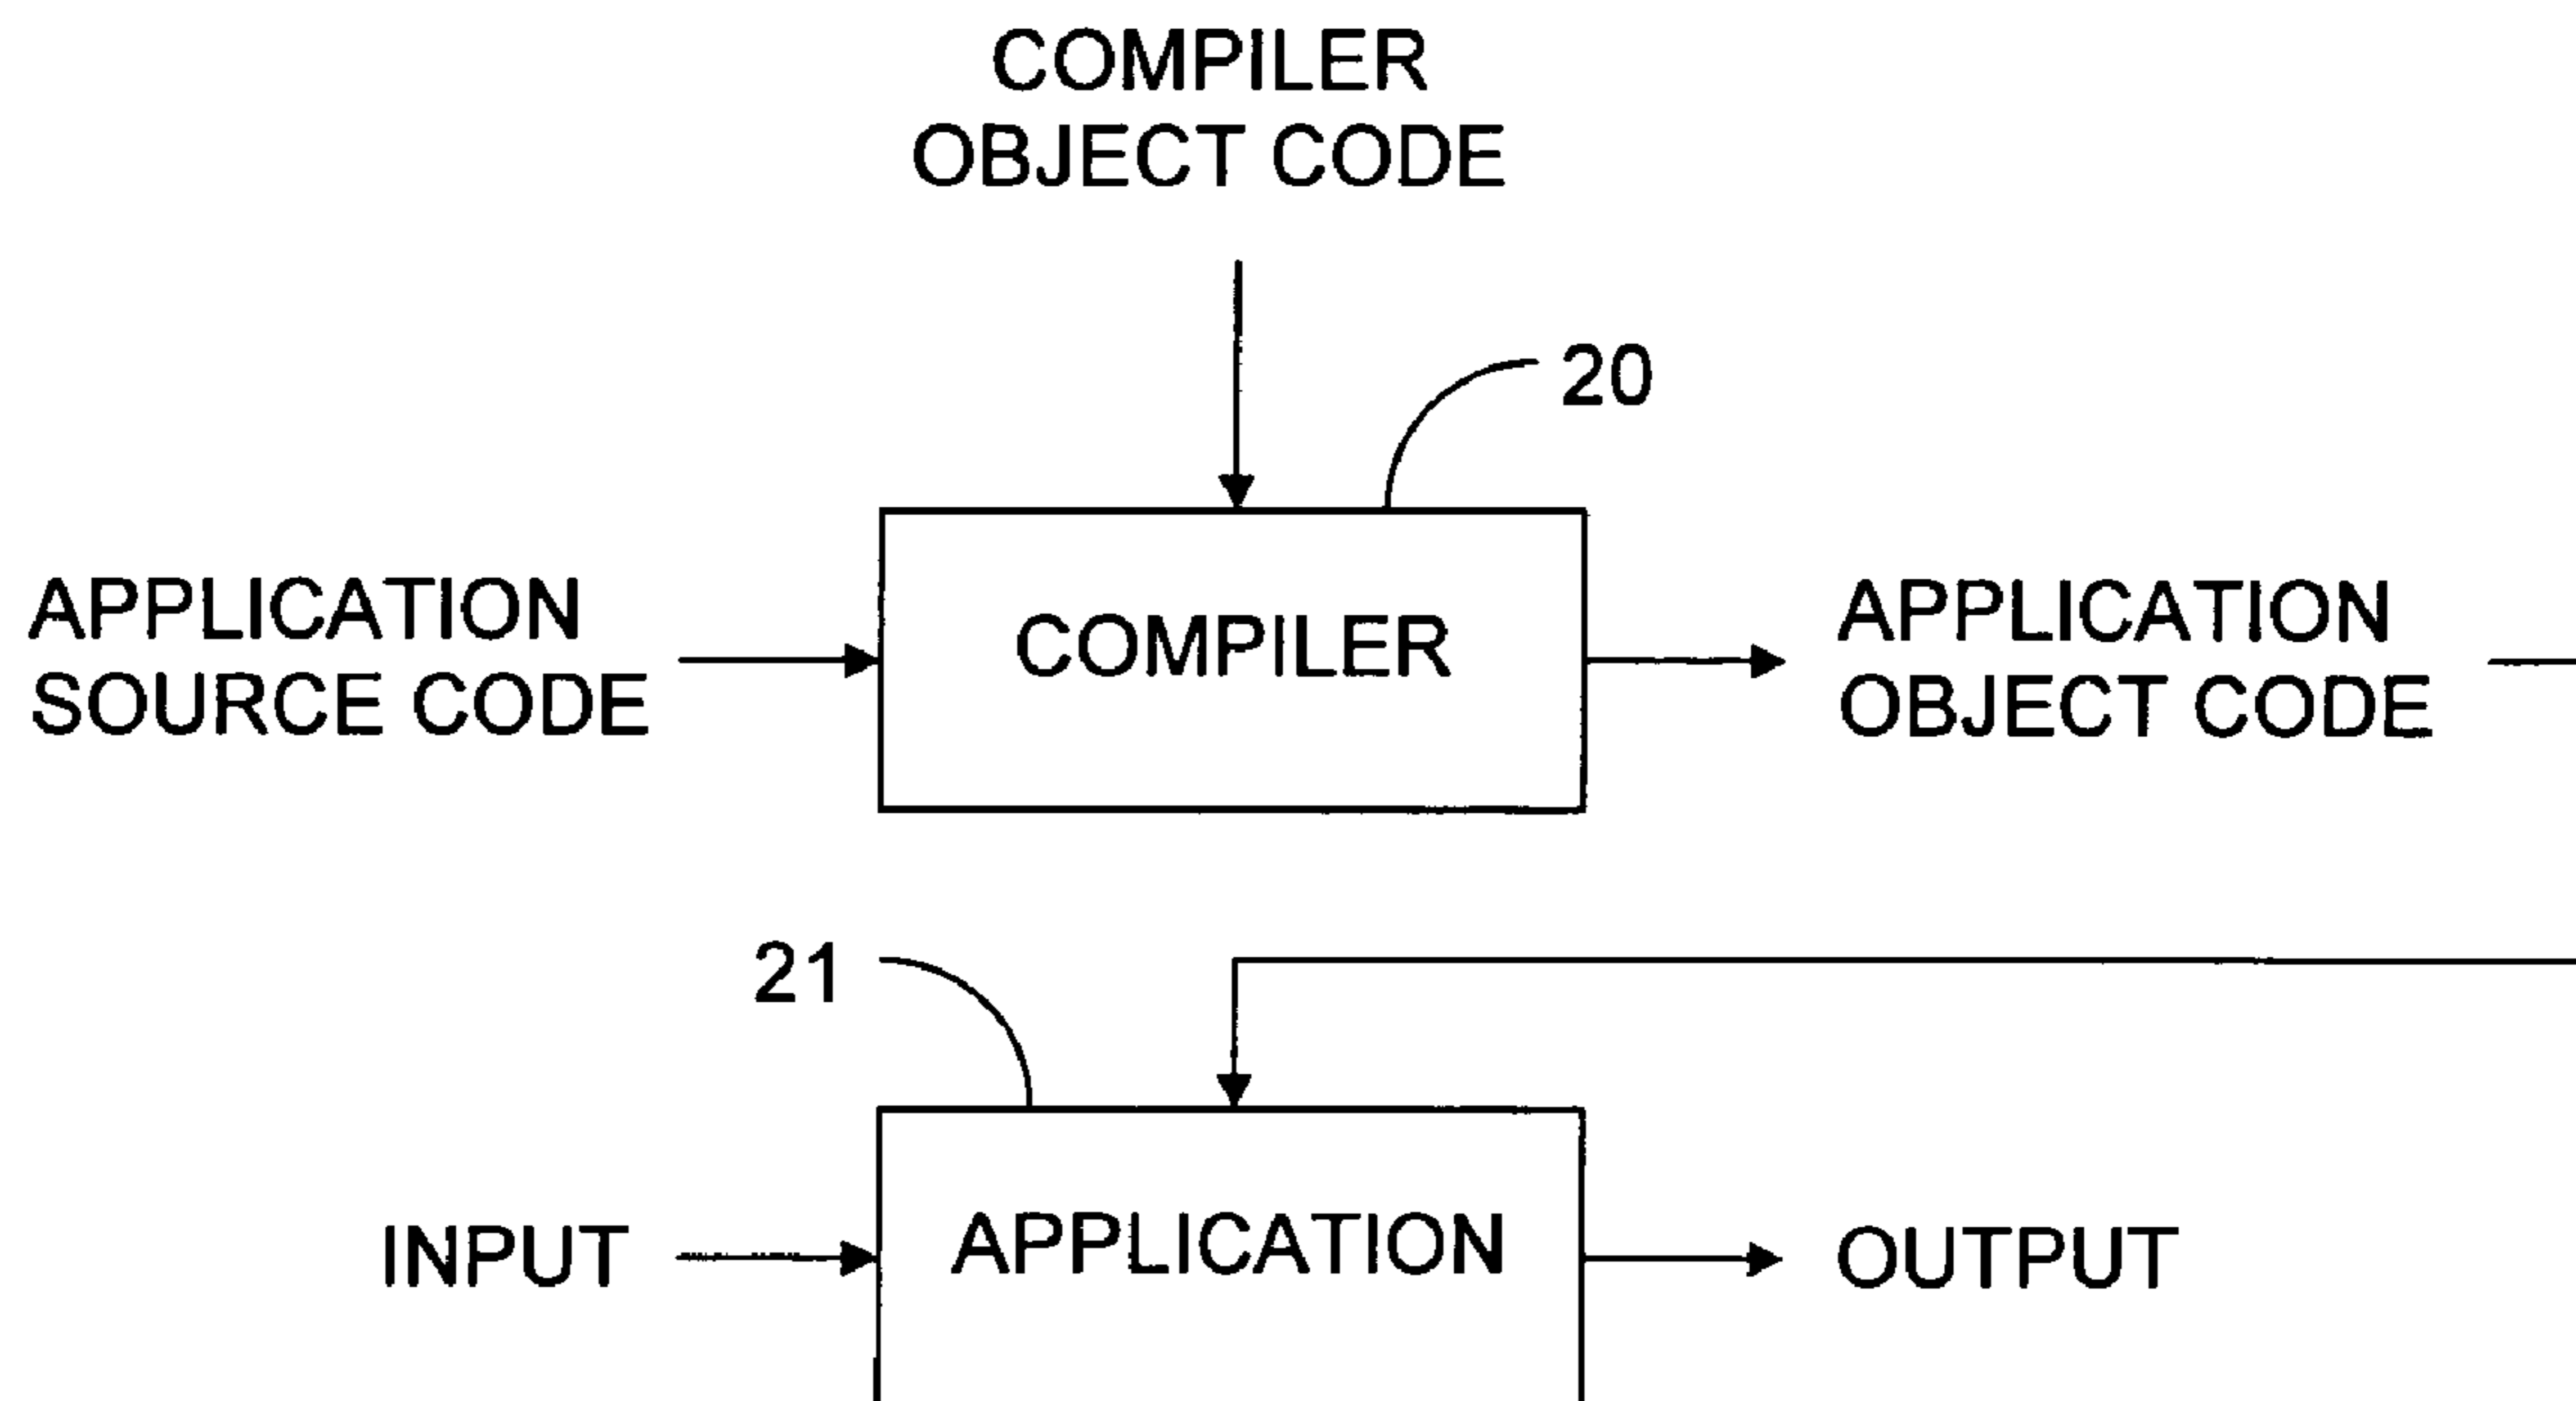 COMPILER
OBJECT CODE
20
APPLICATION
SOURCE CODE
COMPILER
APPLICATION
OBJECT CODE
21
INPUT
APPLICATION
OUTPUT